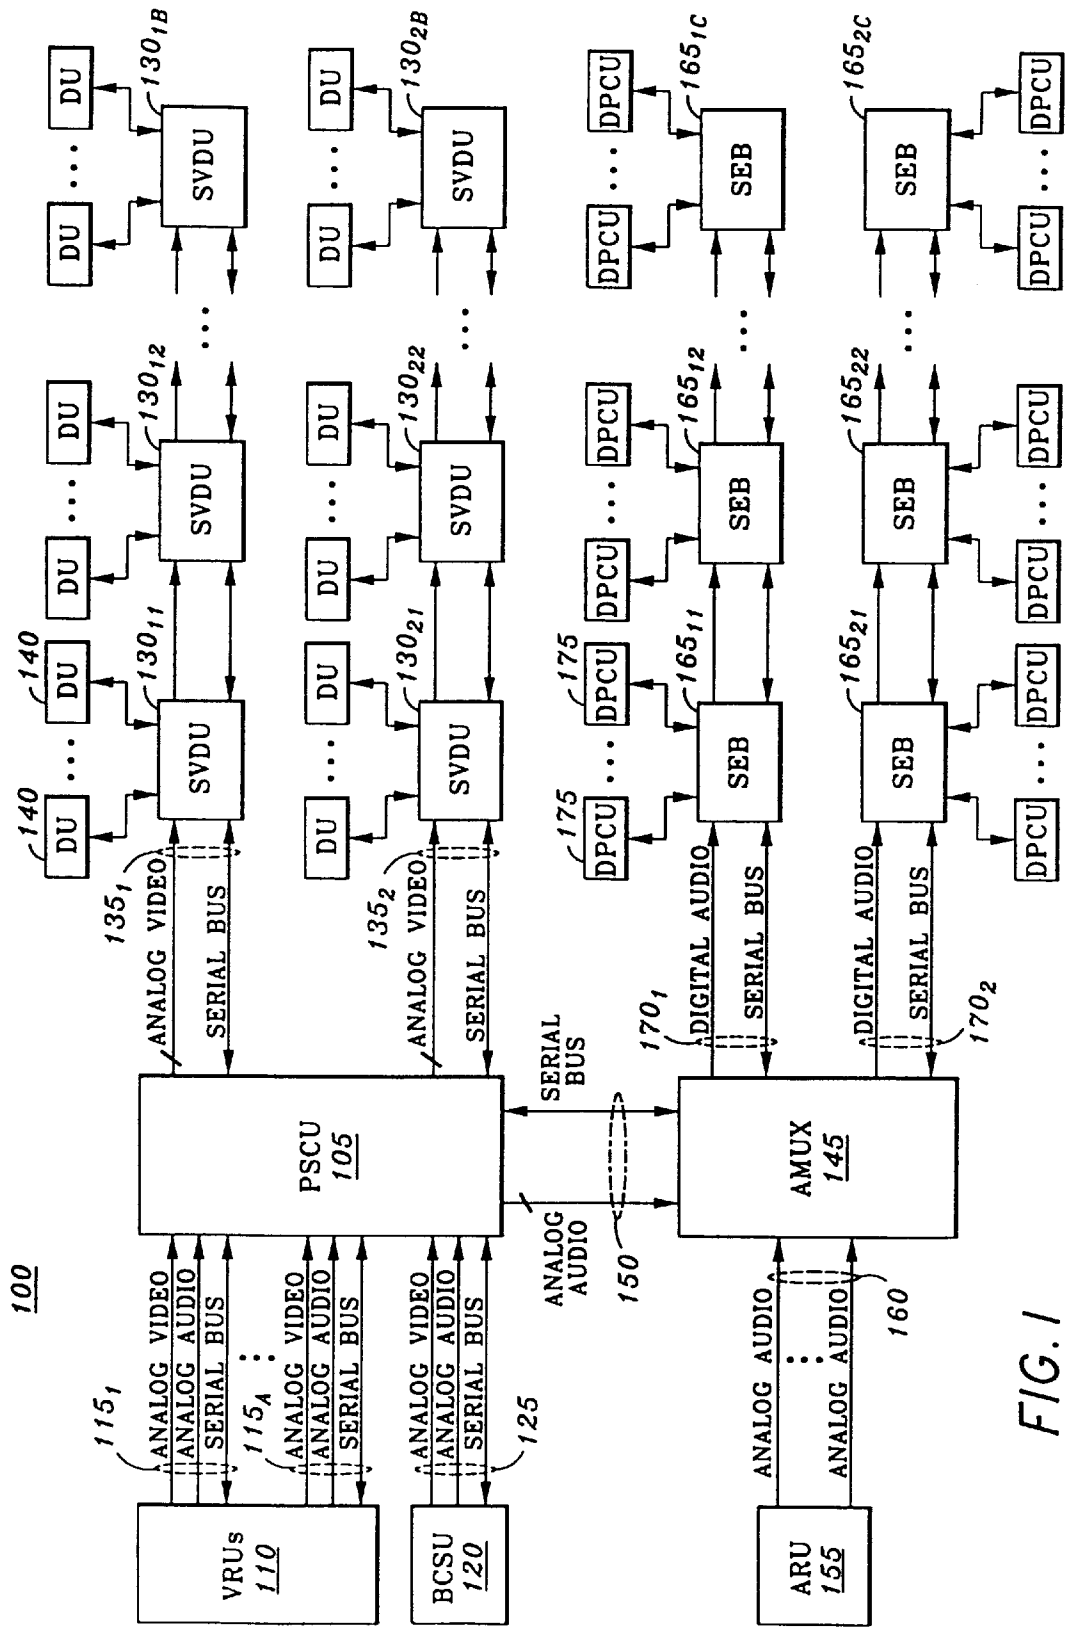 100
VRUs
110
BCSU
120
ARU
155
115₁
ANALOG VIDEO
ANALOG AUDIO
SERIAL BUS
115A
ANALOG VIDEO
ANALOG AUDIO
SERIAL BUS
ANALOG VIDEO
ANALOG AUDIO
SERIAL BUS
125
ANALOG AUDIO
ANALOG AUDIO
160
PSCU
105
ANALOG
AUDIO
SERIAL
BUS
150
AMUX
145
135₁
ANALOG VIDEO
SERIAL BUS
135₂
ANALOG VIDEO
SERIAL BUS
170₁
DIGITAL AUDIO
SERIAL BUS
DIGITAL AUDIO
SERIAL BUS
170₂
140
140
DU ... DU
DU ... DU
DU ... DU
130₁₁
130₁₂
130₁B
SVDU
SVDU
...
SVDU
DU ... DU
DU ... DU
DU ... DU
130₂₁
130₂₂
130₂B
SVDU
SVDU
...
SVDU
175
175
DPCU ... DPCU
DPCU ... DPCU
DPCU ... DPCU
165₁₁
165₁₂
165₁C
SEB
SEB
...
SEB
165₂₁
165₂₂
165₂C
SEB
SEB
...
SEB
DPCU ... DPCU
DPCU ... DPCU
DPCU ... DPCU
FIG. 1